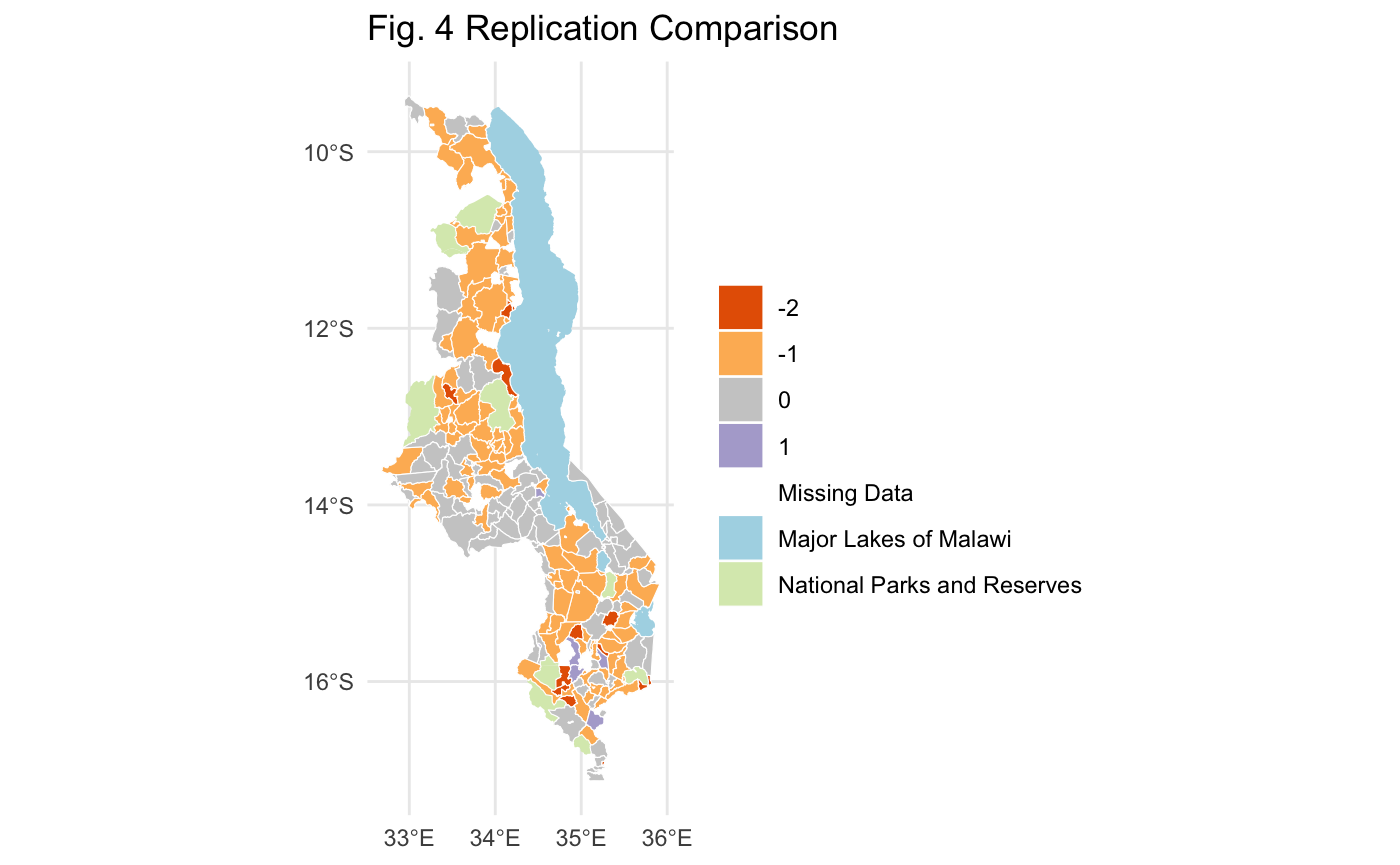 Fig. 4 Replication Comparison
10°S
12°S
14°S
16°S
33°E 34°E 35°E 36°E
-2
-1
0
1
Missing Data
Major Lakes of Malawi
National Parks and Reserves